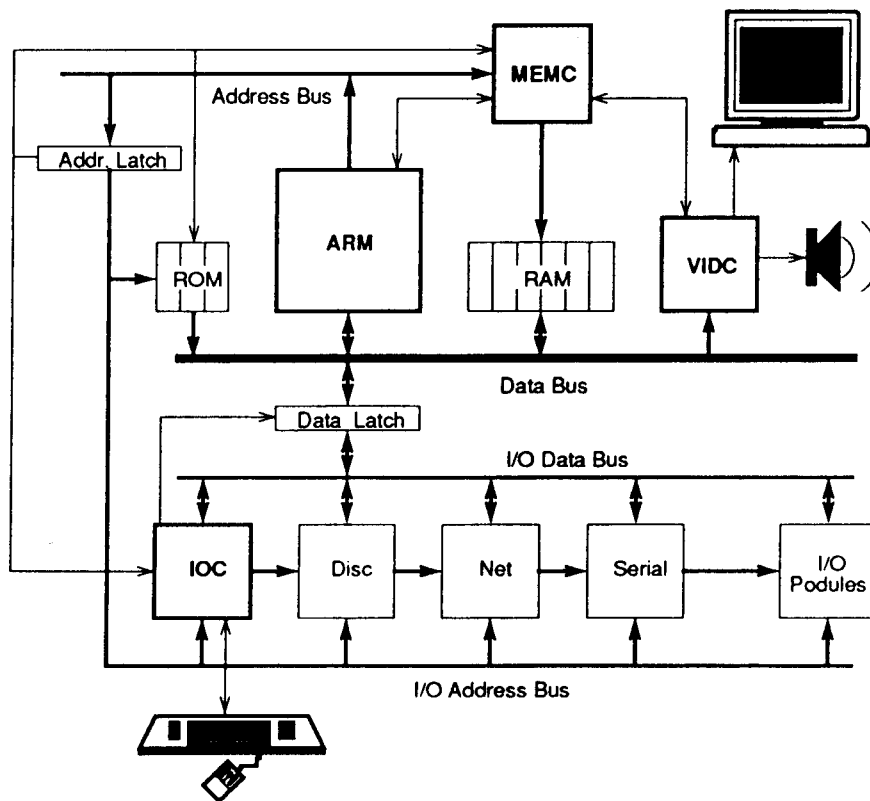 MEMC
Address Bus
Addr. Latch
ARM
ROM
RAM
VIDC
Data Bus
Data Latch
I/O Data Bus
IOC
Disc
Net
Serial
I/O
Podules
I/O Address Bus